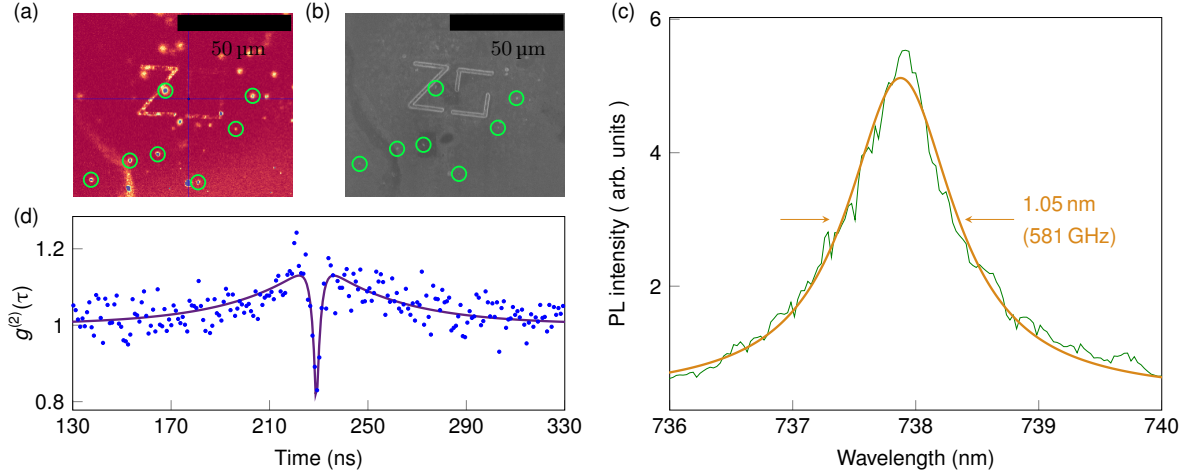 (a)
50 µm
(b)
50 µm
(c)
PL intensity ( arb. units)
6
4
2
1.05 nm
(581 GHz)
736
737
738
739
740
Wavelength (nm)
(d)
g(2)(τ)
1.2
1
0.8
130
170
210
250
290
330
Time (ns)